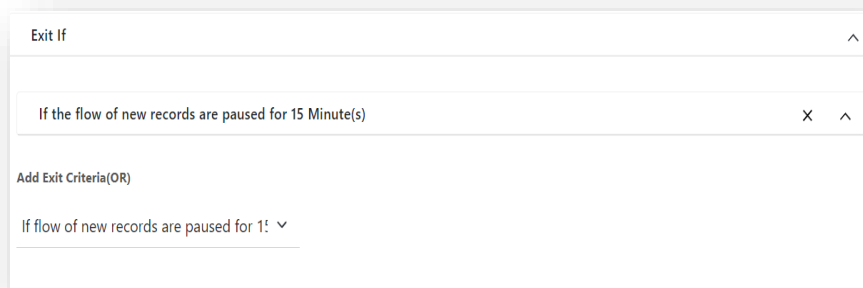 Exit If
If the flow of new records are paused for 15 Minute(s)
Add Exit Criteria(OR)
If flow of new records are paused for 15